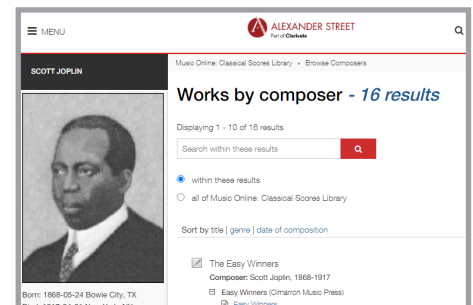 MENU
ALEXANDER STREET
Part of Clarivate
SCOTT JOPLIN
Music Online: Classical Scores Library
Browse Composers
Works by composer - 16 results
Displaying 1 - 10 of 16 results
Search within these results
within these results
all of Music Online: Classical Scores Library
Sort by title | genre | date of composition
The Easy Winners
Composer: Scott Joplin, 1868-1917
Easy Winners (Cimarron Music Press)
Easy Winners
Born: 1868-05-24 Bowie City, TX